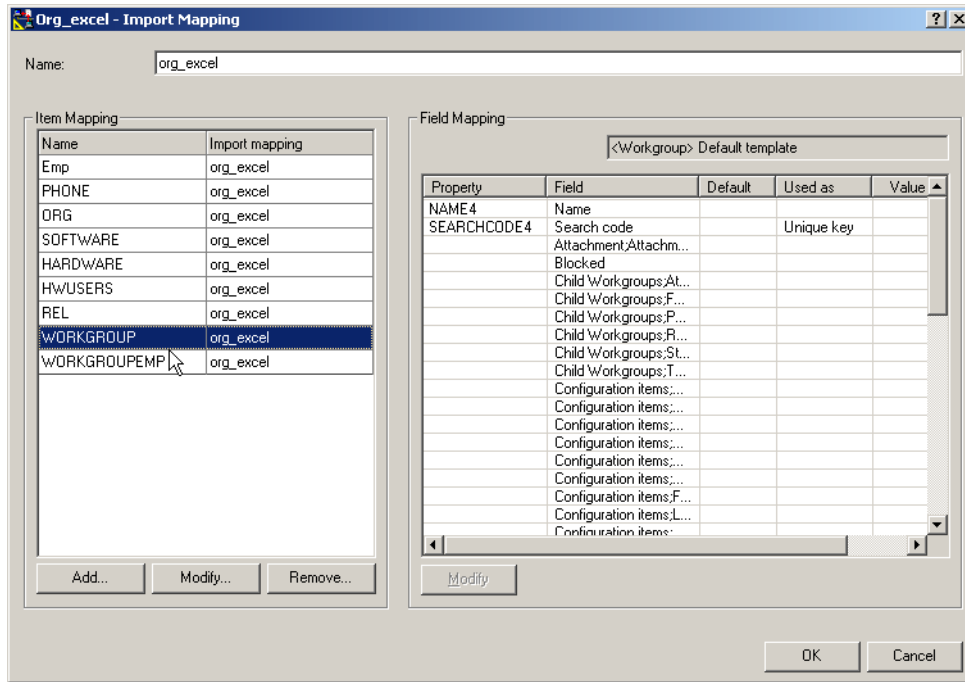 Org_excel - Import Mapping
Name: org_excel
Item Mapping
Name Import mapping
Emp org_excel
PHONE org_excel
ORG org_excel
SOFTWARE org_excel
HARDWARE org_excel
HWUSERS org_excel
REL org_excel
WORKGROUP org_excel
WORKGROUPEMP org_excel
Add... Modify... Remove...
Field Mapping
<Workgroup> Default template
Property Field Default Used as Value
NAME4 Name
SEARCHCODE4 Search code Unique key
Attachment;Attachm...
Blocked
Child Workgroups;At...
Child Workgroups;F...
Child Workgroups;P...
Child Workgroups;R...
Child Workgroups;St...
Child Workgroups;T...
Configuration items;...
Configuration items;...
Configuration items;...
Configuration items;...
Configuration items;...
Configuration items;...
Configuration items;F...
Configuration items;L...
Configuration items;
Modify
OK Cancel